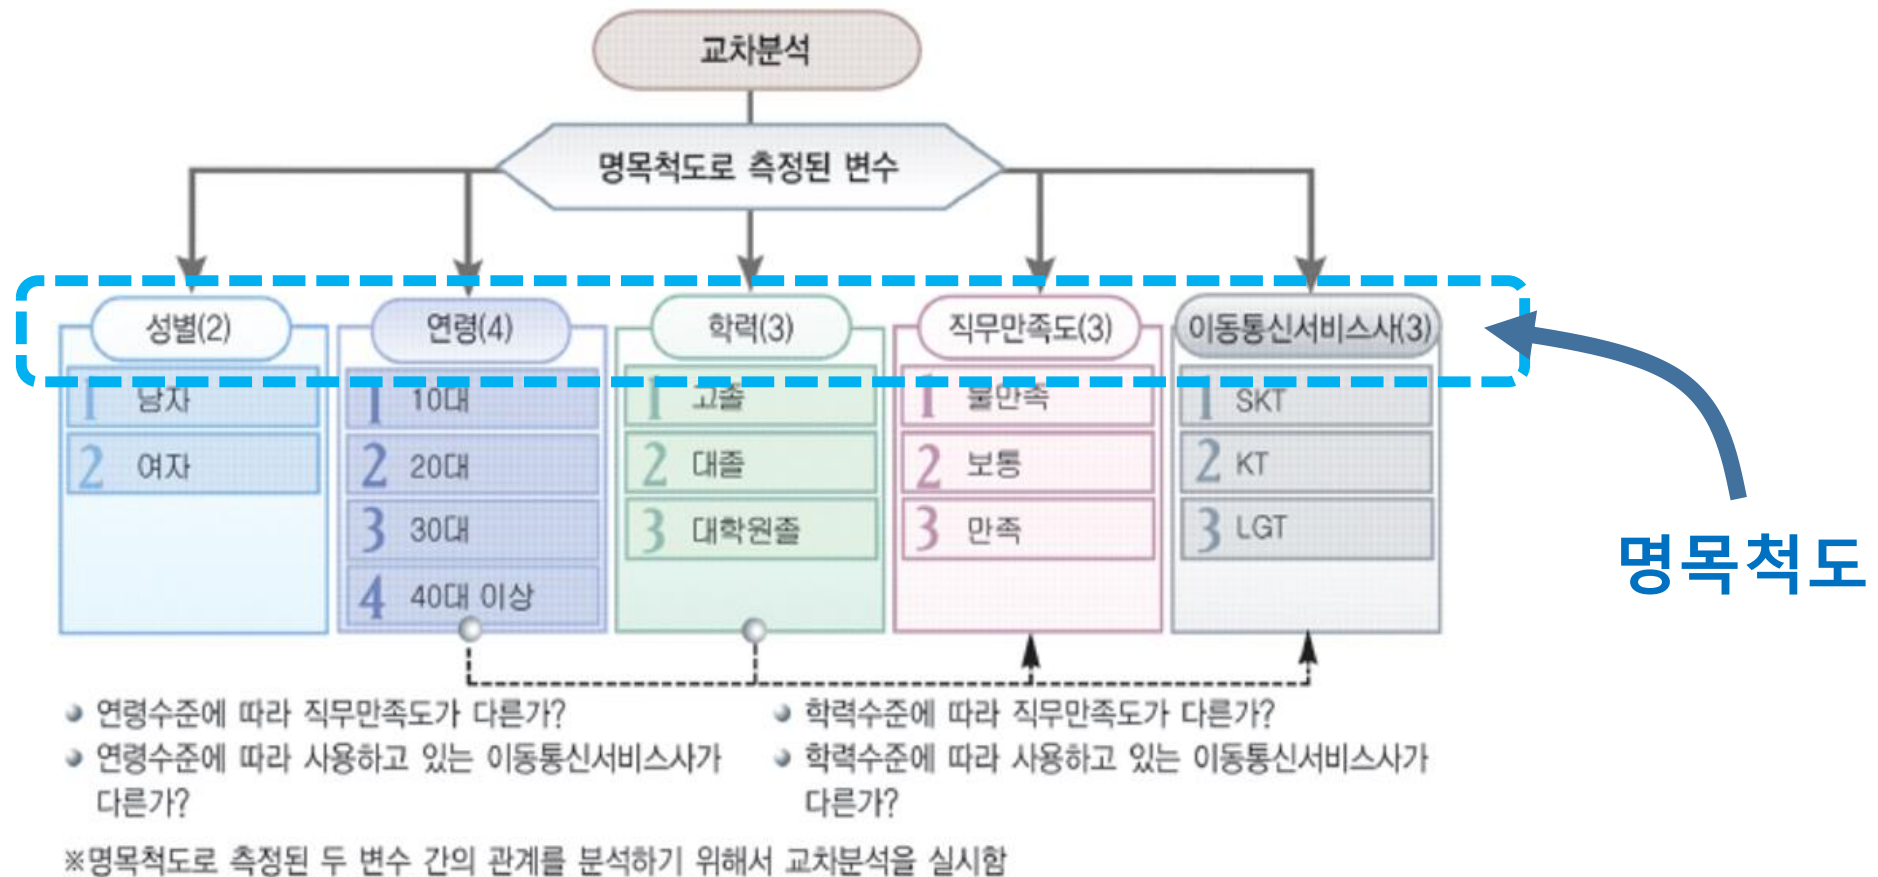 교차분석
명목척도로 측정된 변수
성별(2)
1 남자
2 여자
연령(4)
1 10대
2 20대
3 30대
4 40대 이상
학력(3)
1 고졸
2 대졸
3 대학원졸
직무만족도(3)
1 불만족
2 보통
3 만족
이동통신서비스사(3)
1 SKT
2 KT
3 LGT
명목척도
연령수준에 따라 직무만족도가 다른가?
연령수준에 따라 사용하고 있는 이동통신서비스사가
다른가?
학력수준에 따라 직무만족도가 다른가?
학력수준에 따라 사용하고 있는 이동통신서비스사가
다른가?
※명목척도로 측정된 두 변수 간의 관계를 분석하기 위해서 교차분석을 실시함